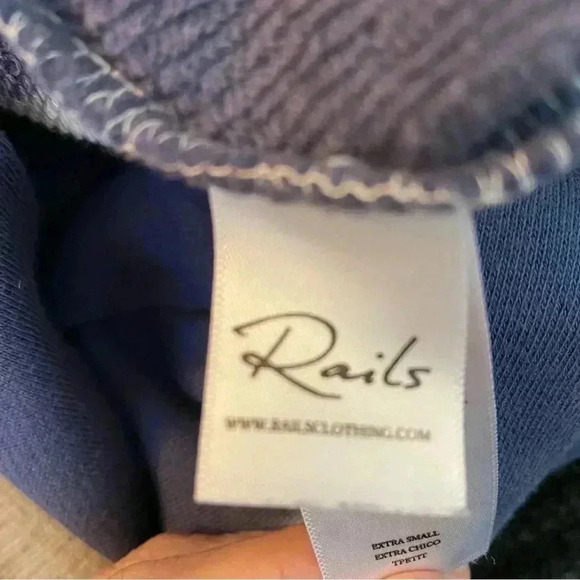 Rails
WWW.RAILSCLOTHING.COM
EXTRA SMALL
EXTRA CHICO
TPETIT